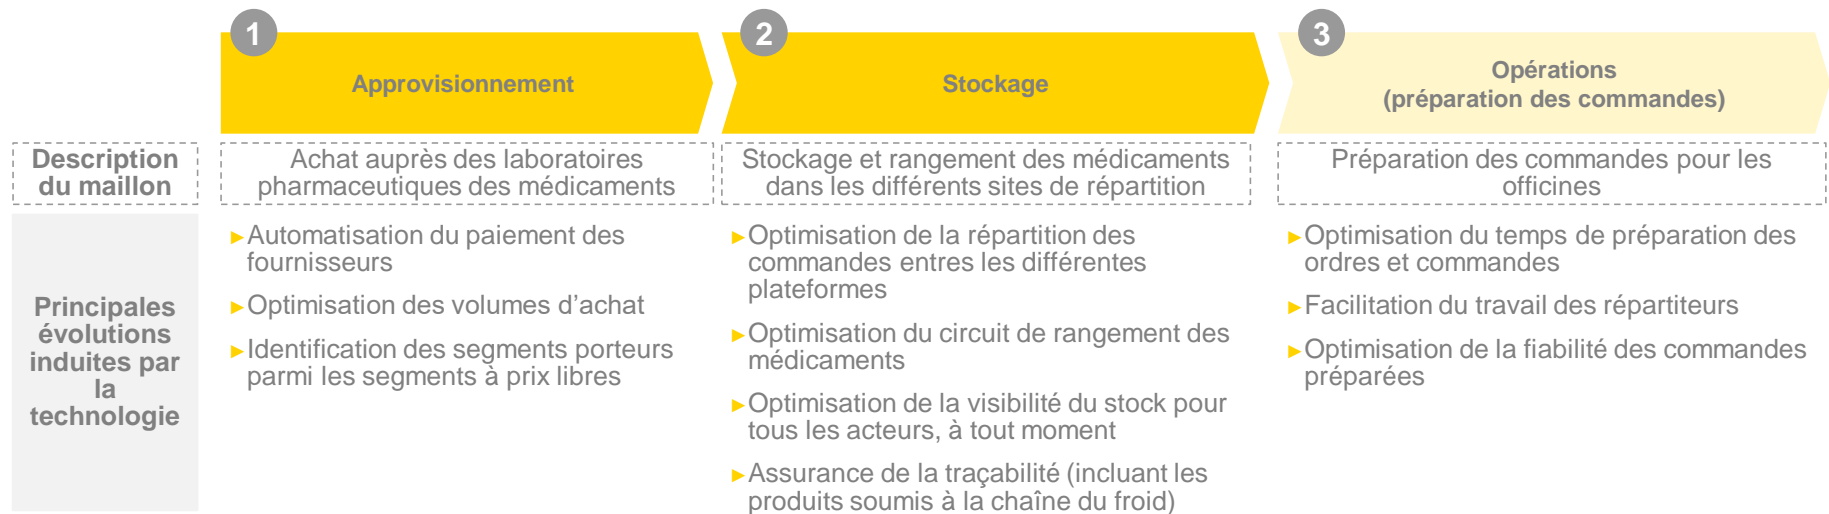 1
Approvisionnement
2
Stockage
3
Opérations
(préparation des commandes)
Description
du maillon
Achat auprès des laboratoires
pharmaceutiques des médicaments
Stockage et rangement des médicaments
dans les différents sites de répartition
Préparation des commandes pour les
officines
Principales
évolutions
induites par
la
technologie
►Automatisation du paiement des
fournisseurs
►Optimisation des volumes d’achat
►Identification des segments porteurs
parmi les segments à prix libres
►Optimisation de la répartition des
commandes entres les différentes
plateformes
►Optimisation du circuit de rangement des
médicaments
►Optimisation de la visibilité du stock pour
tous les acteurs, à tout moment
►Assurance de la traçabilité (incluant les
produits soumis à la chaîne du froid)
►Optimisation du temps de préparation des
ordres et commandes
►Facilitation du travail des répartiteurs
►Optimisation de la fiabilité des commandes
préparées